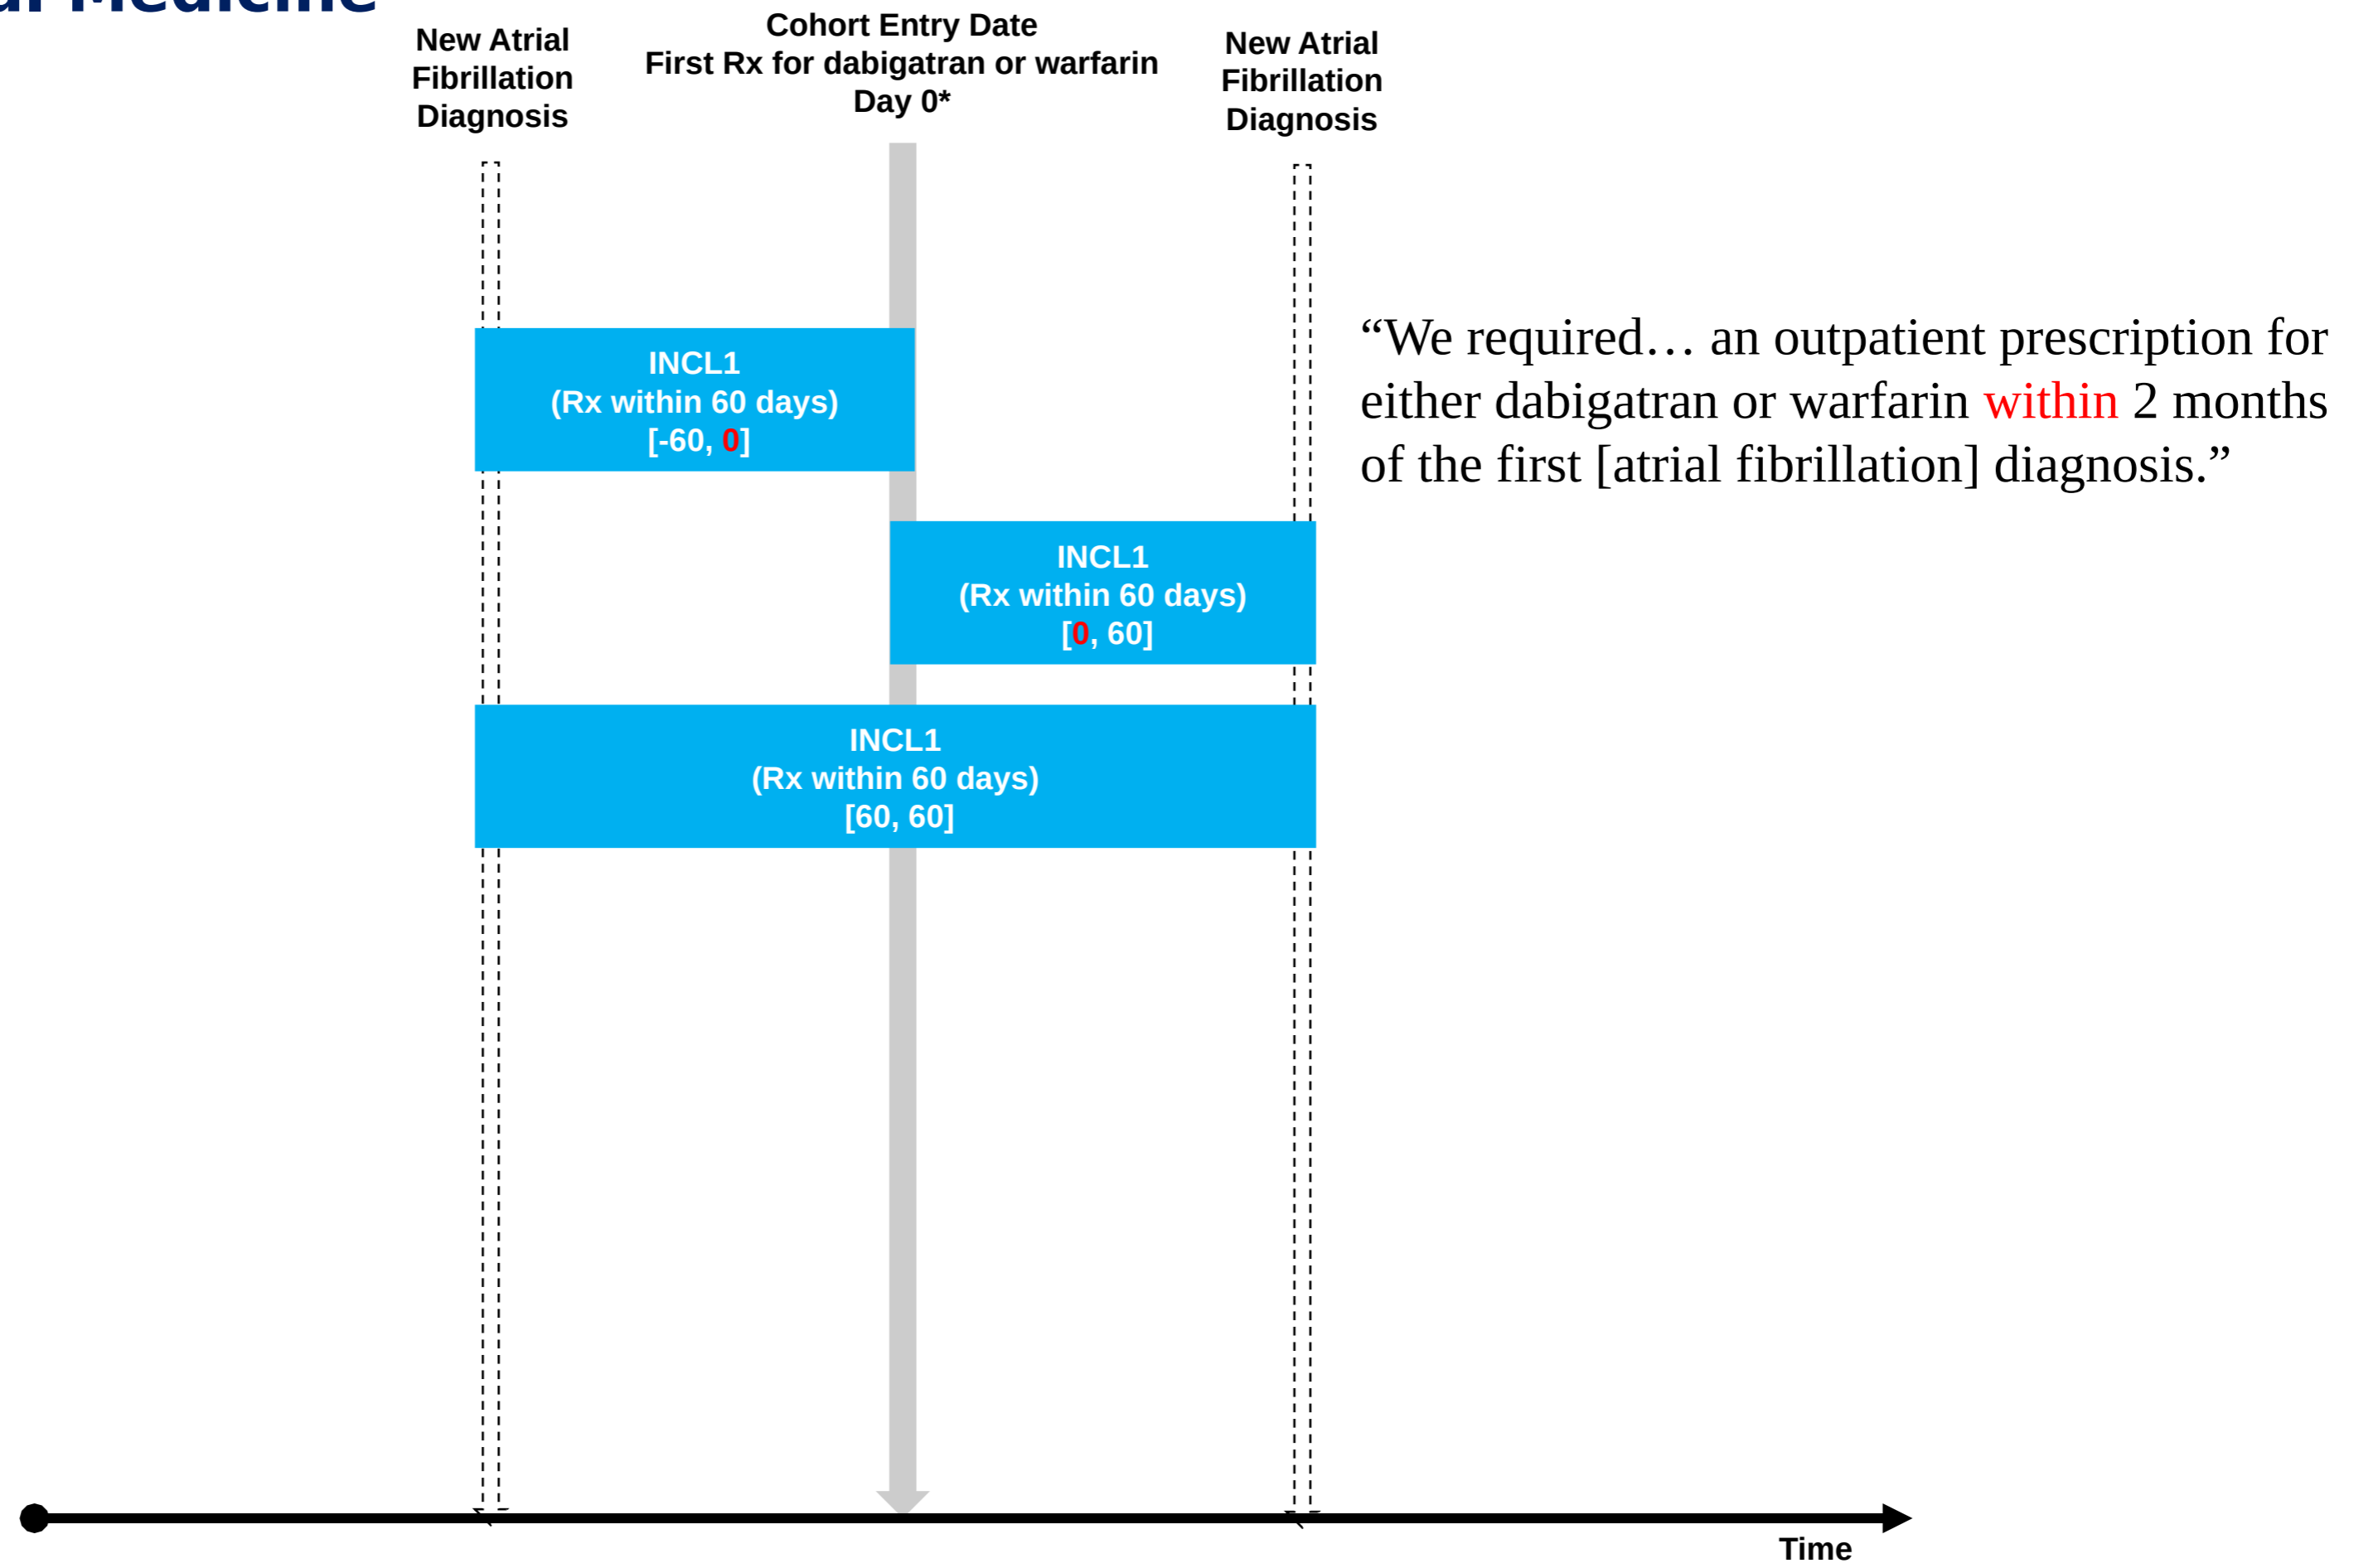 Medicine
New Atrial
Fibrillation
Diagnosis
Cohort Entry Date
First Rx for dabigatran or warfarin
Day 0*
New Atrial
Fibrillation
Diagnosis
INCL1
(Rx within 60 days)
[-60, 0]
“We required… an outpatient prescription for
either dabigatran or warfarin within 2 months
of the first [atrial fibrillation] diagnosis.”
INCL1
(Rx within 60 days)
[0, 60]
INCL1
(Rx within 60 days)
[60, 60]
Time